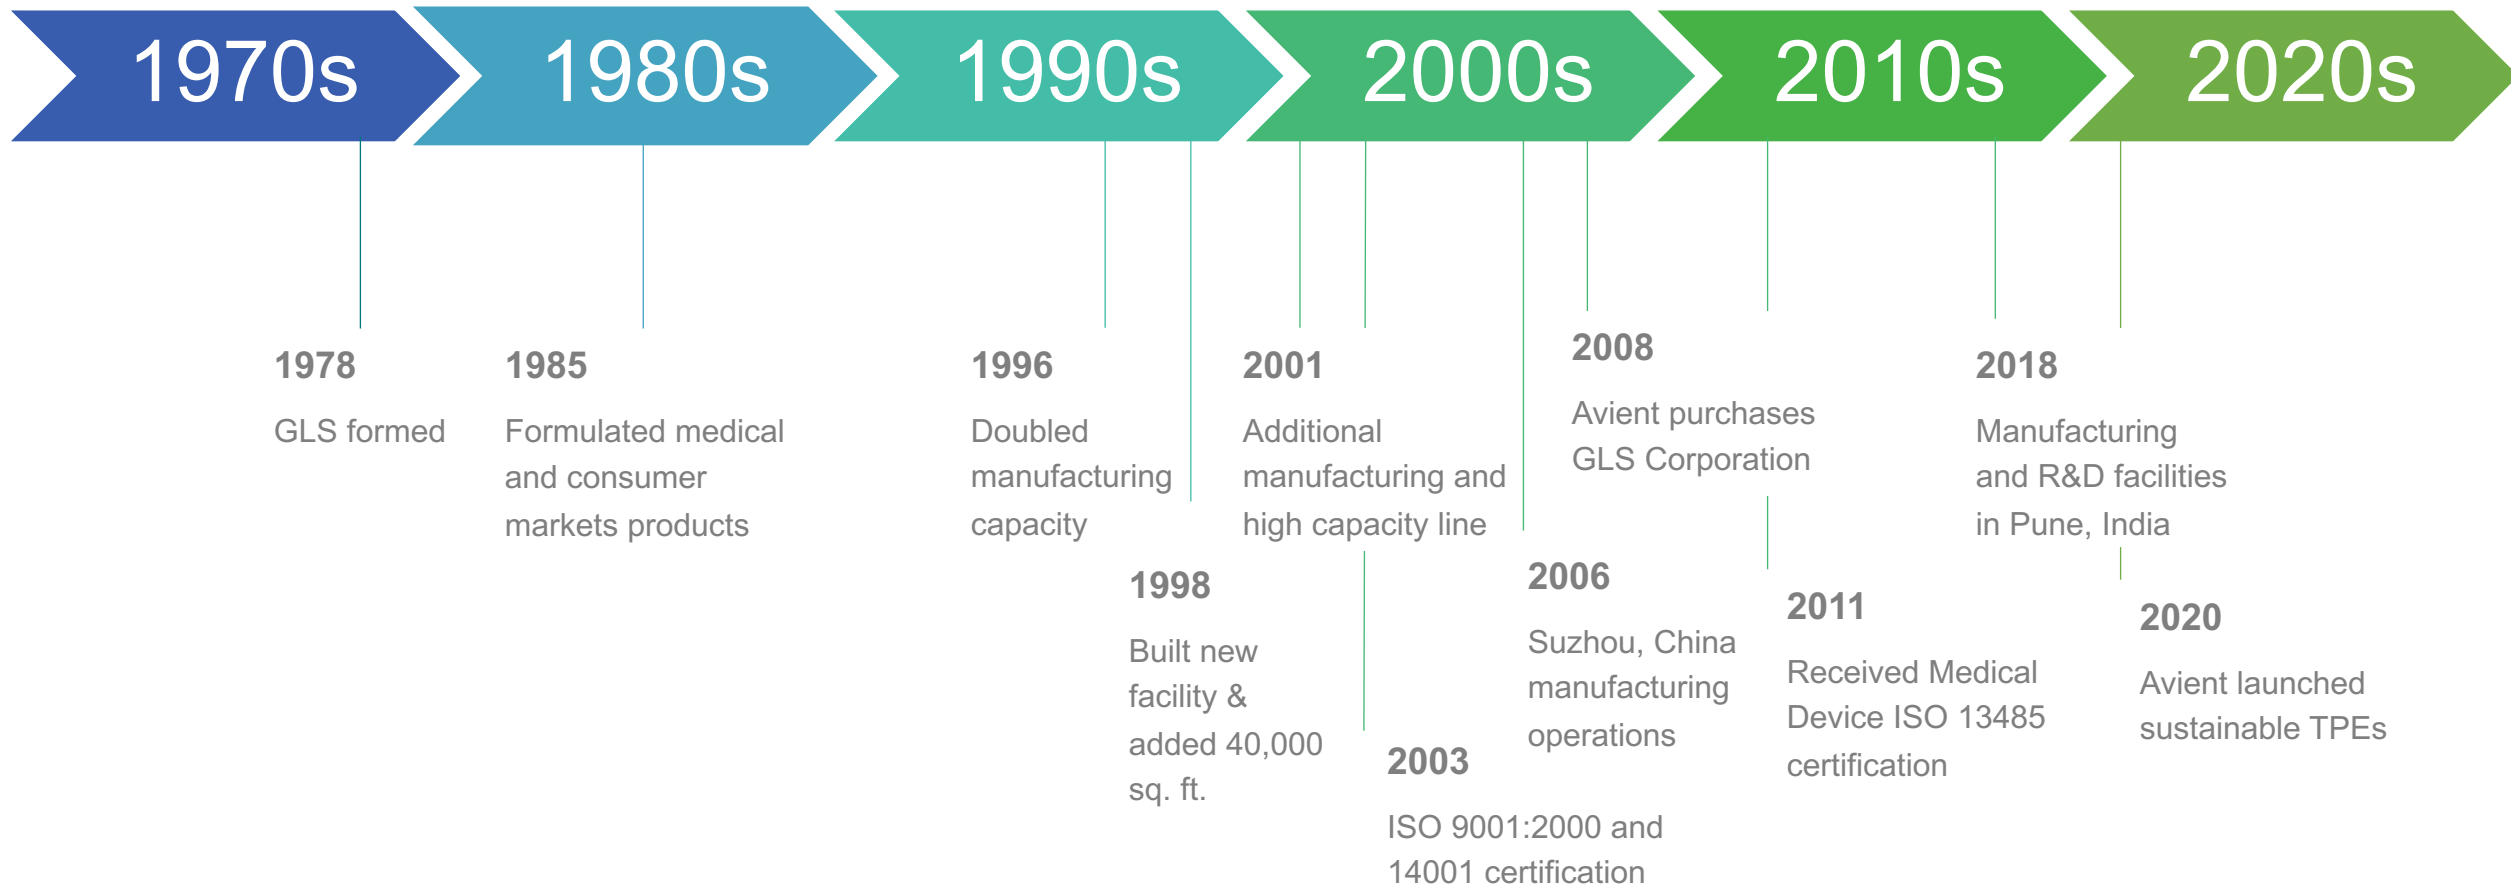 1970s
1980s
1990s
2000s
2010s
2020s
1978
GLS formed
1985
Formulated medical
and consumer
markets products
1996
Doubled
manufacturing
capacity
1998
Built new
facility &
added 40,000
sq. ft.
2001
Additional
manufacturing and
high capacity line
2003
ISO 9001:2000 and
14001 certification
2006
Suzhou, China
manufacturing
operations
2008
Avient purchases
GLS Corporation
2011
Received Medical
Device ISO 13485
certification
2018
Manufacturing
and R&D facilities
in Pune, India
2020
Avient launched
sustainable TPEs